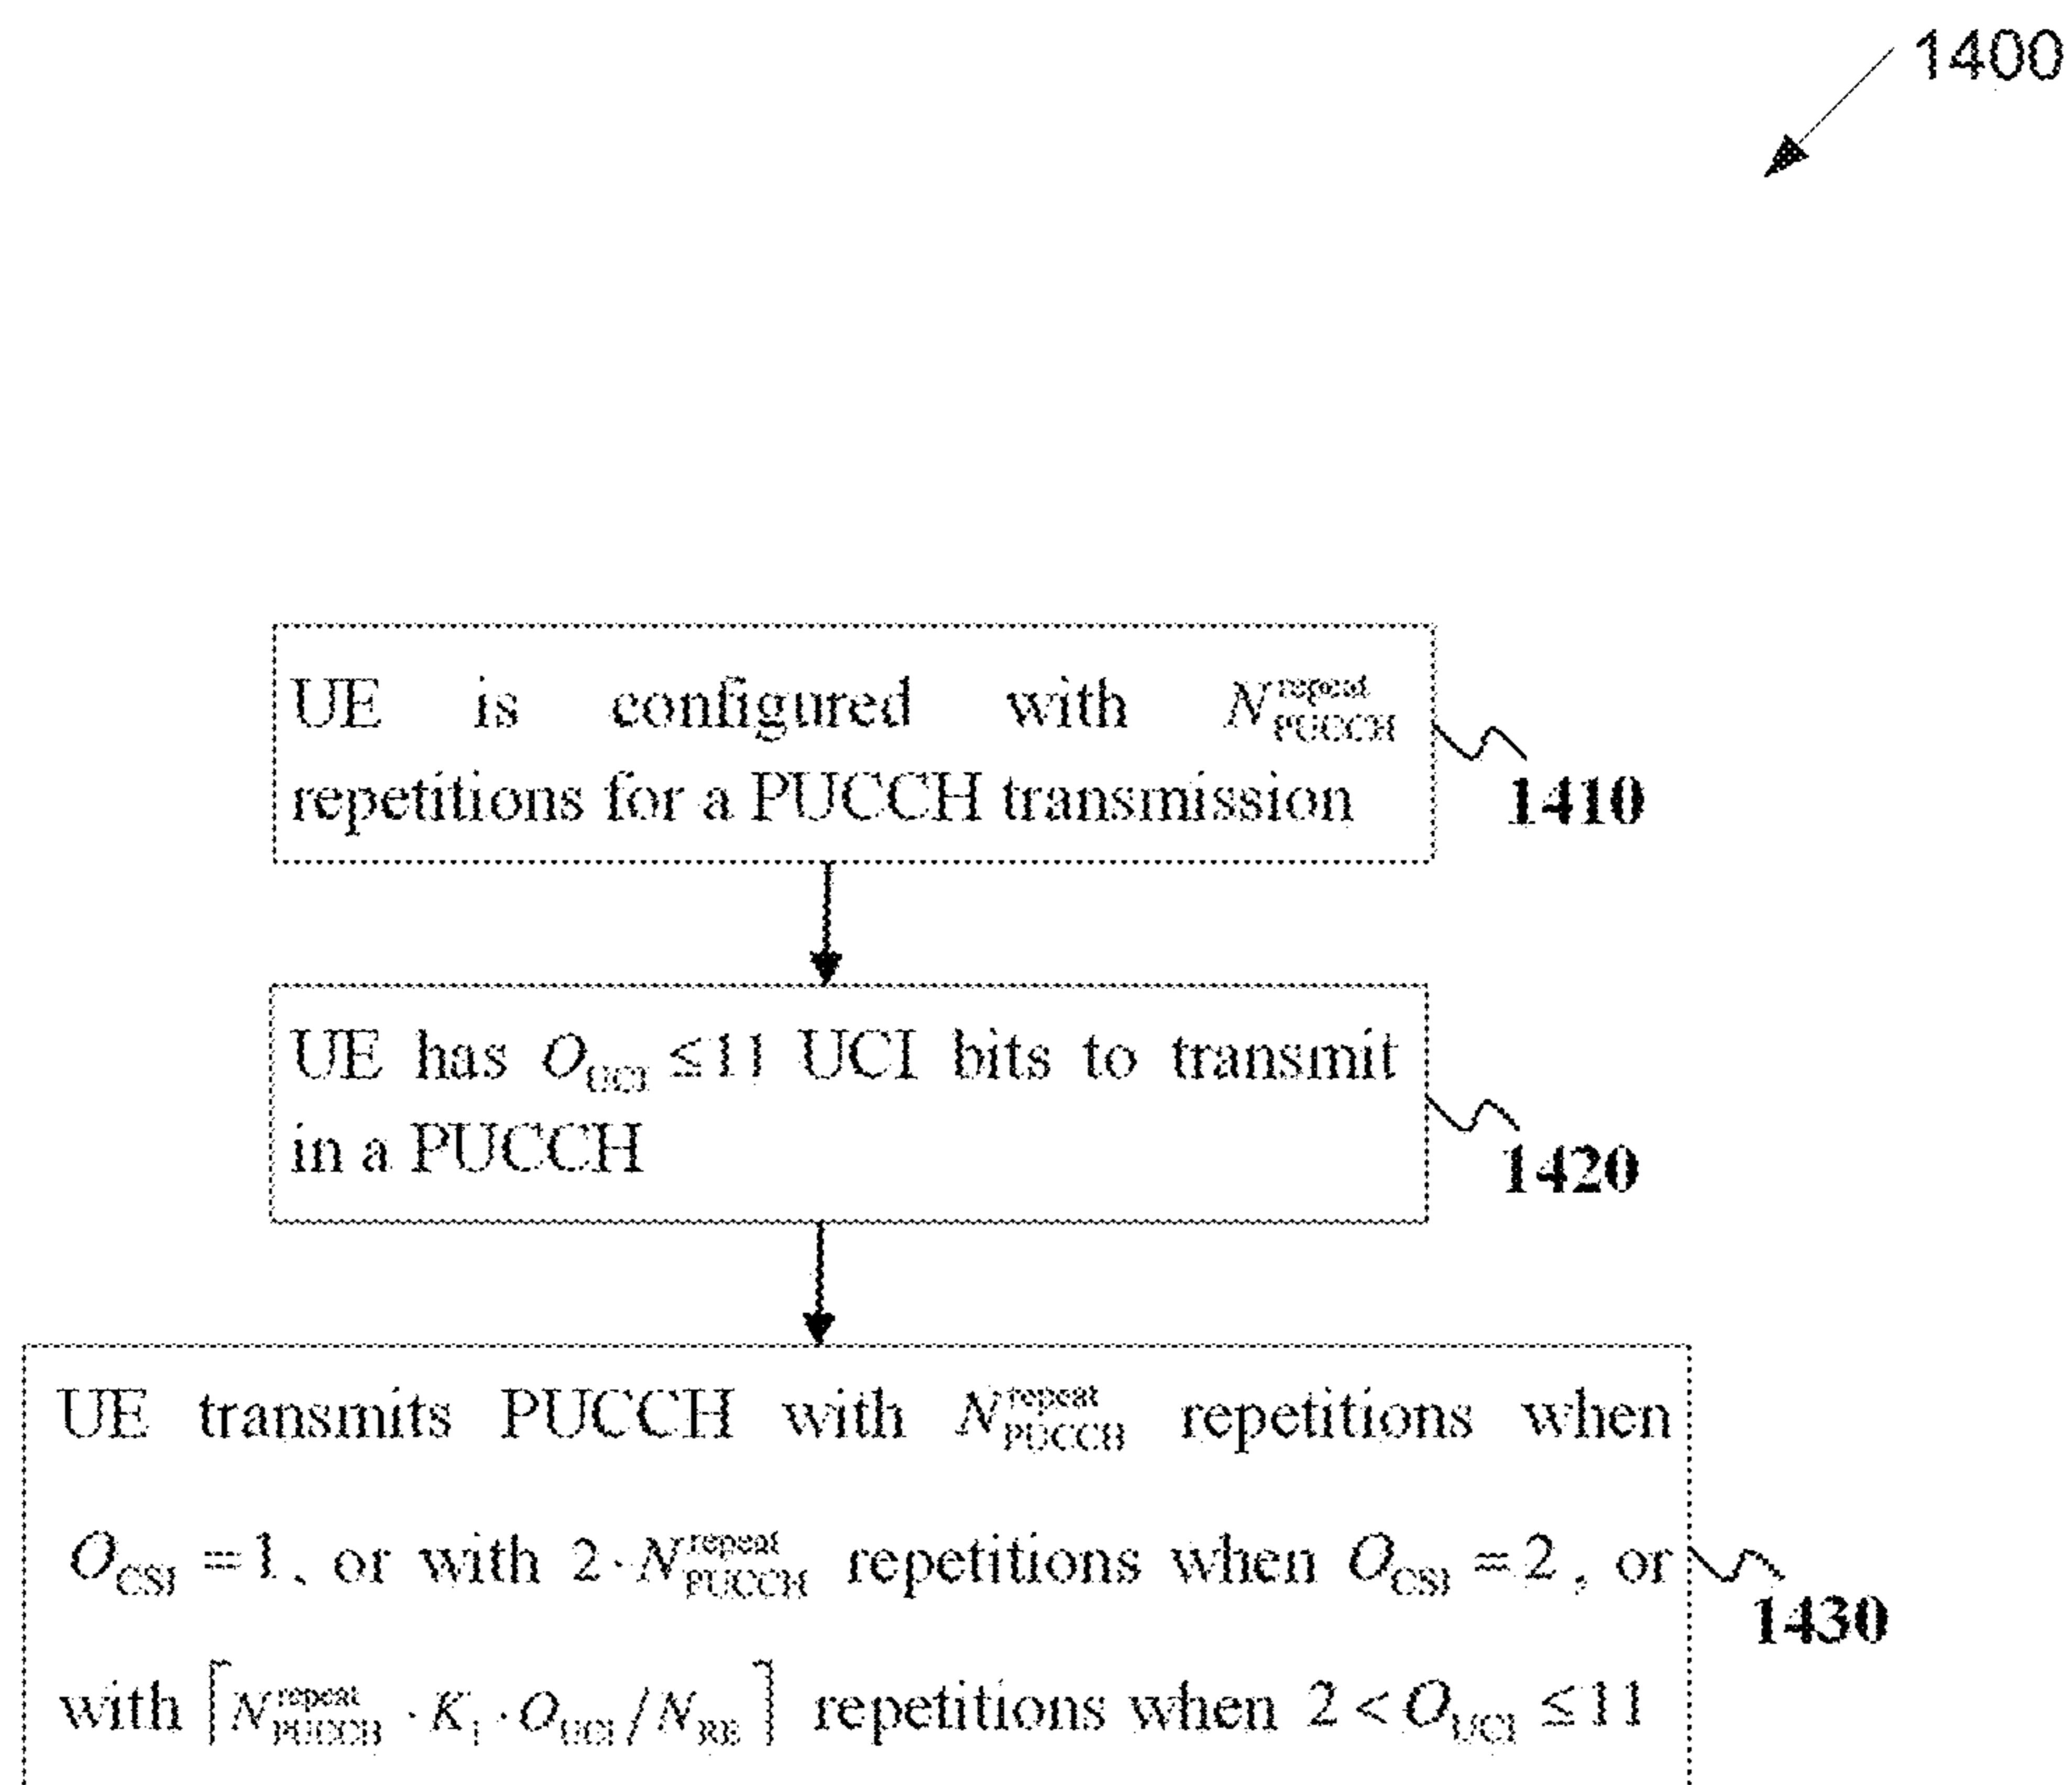 1400
UE is configured with N_PUCCH^repeat
repetitions for a PUCCH transmission
1410
UE has O_UCI ≤ 11 UCI bits to transmit
in a PUCCH
1420
UE transmits PUCCH with N_PUCCH^repeat repetitions when
O_CSI = 1, or with 2 · N_PUCCH^repeat repetitions when O_CSI = 2, or
with ⌈N_PUCCH^repeat · K_1 · O_UCI / N_RE⌉ repetitions when 2 < O_UCI ≤ 11
1430